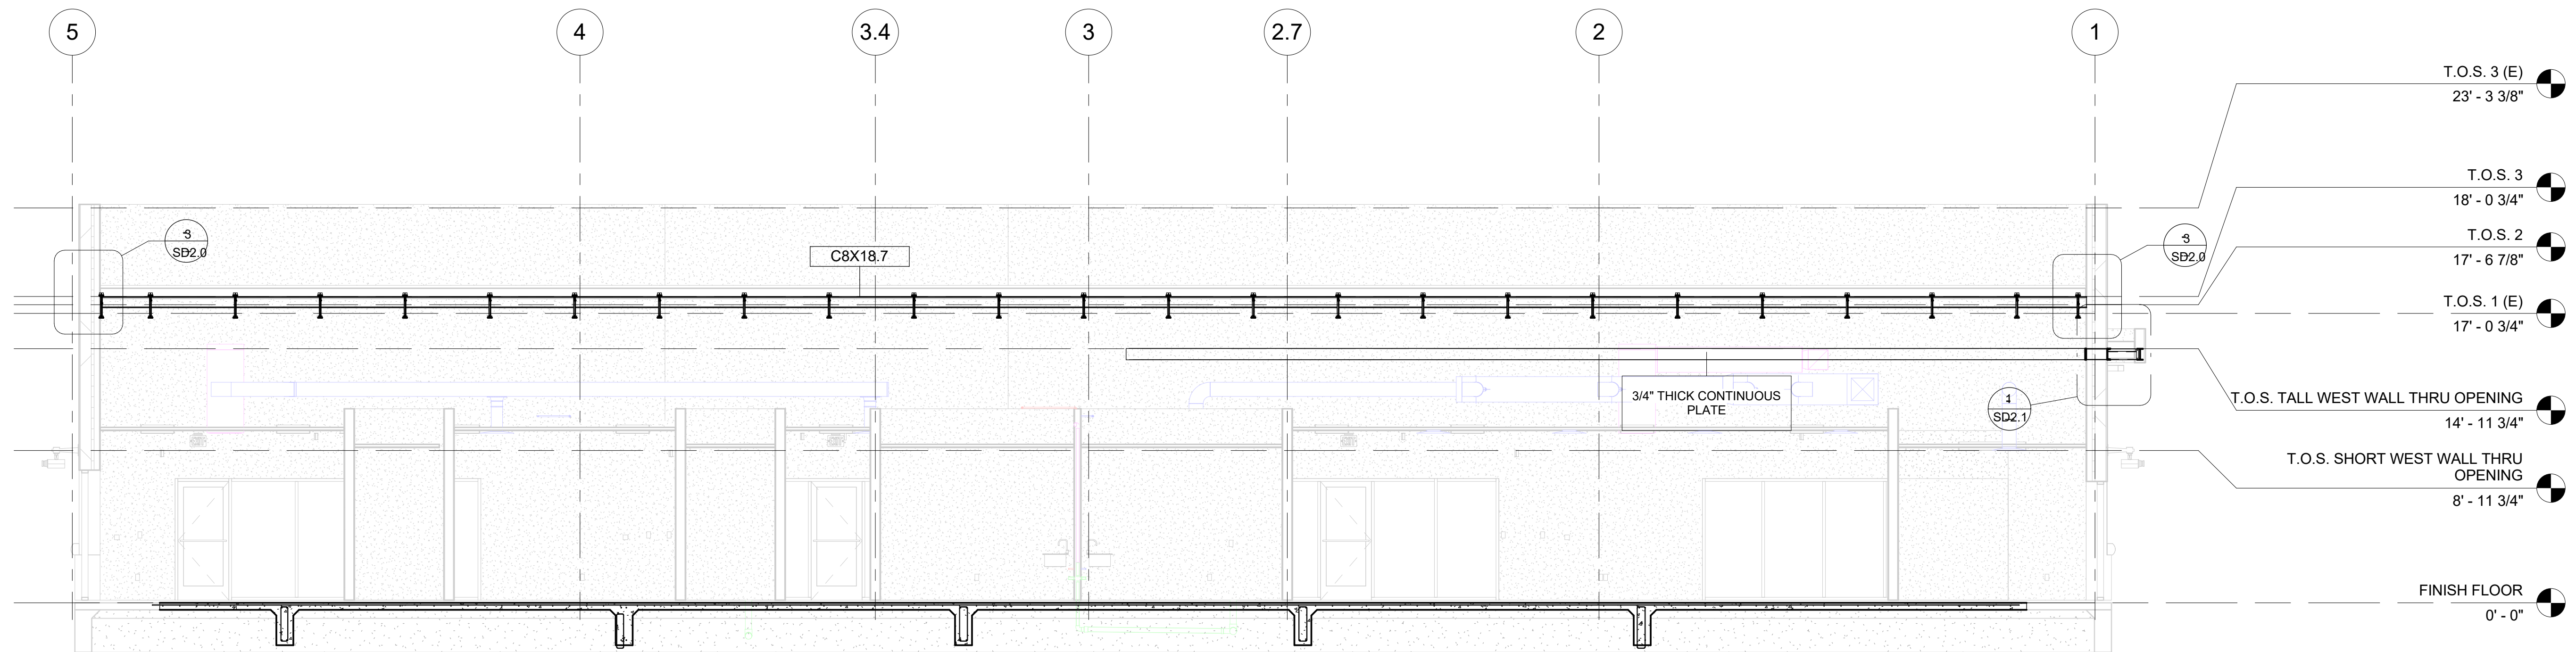 5
4
3.4
3
2.7
2
1
T.O.S. 3 (E)
23' - 3 3/8"
T.O.S. 3
18' - 0 3/4"
3
SD2.0
3
SD2.0
T.O.S. 2
17' - 6 7/8"
C8X18.7
T.O.S. 1 (E)
17' - 0 3/4"
3/4" THICK CONTINUOUS
PLATE
1
SD2.1
T.O.S. TALL WEST WALL THRU OPENING
14' - 11 3/4"
T.O.S. SHORT WEST WALL THRU
OPENING
8' - 11 3/4"
FINISH FLOOR
0' - 0"